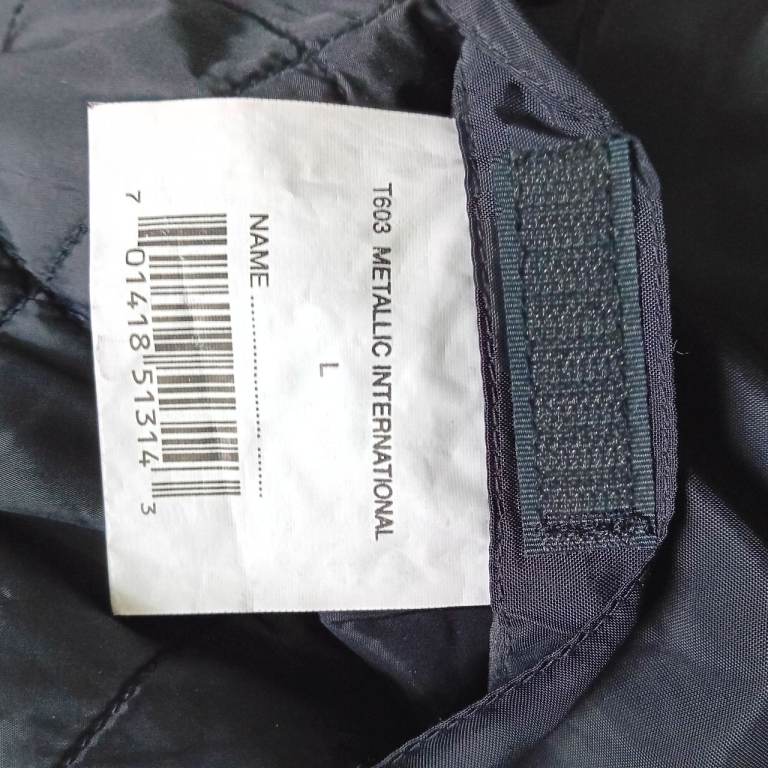 T603 METALLIC INTERNATIONAL
L
NAME ........................ ........
7 01418 51314 3